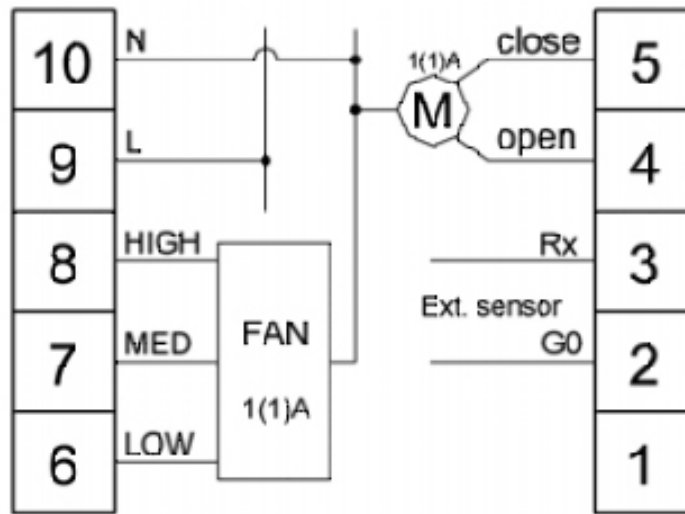 10 N
9 L
8 HIGH
7 MED
6 LOW
FAN
1(1)A
1(1)A
M
close 5
open 4
Rx 3
Ext. sensor
G0 2
1